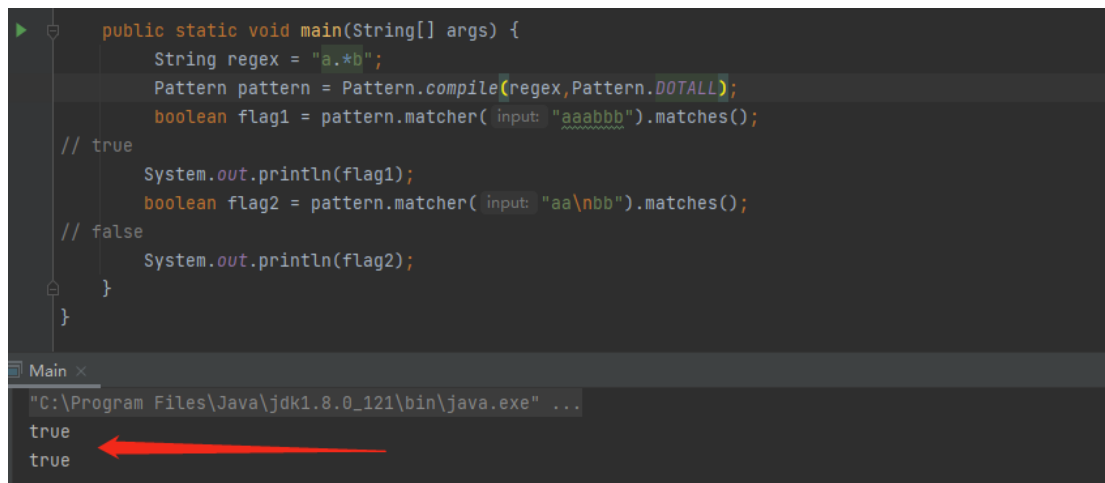 public static void main(String[] args) {
String regex = "a.*b";
Pattern pattern = Pattern.compile(regex,Pattern.DOTALL);
boolean flag1 = pattern.matcher( input: "aaabbb").matches();
// true
System.out.println(flag1);
boolean flag2 = pattern.matcher( input: "aa\nbb").matches();
// false
System.out.println(flag2);
}
}
Main ×
"C:\Program Files\Java\jdk1.8.0_121\bin\java.exe" ...
true
true